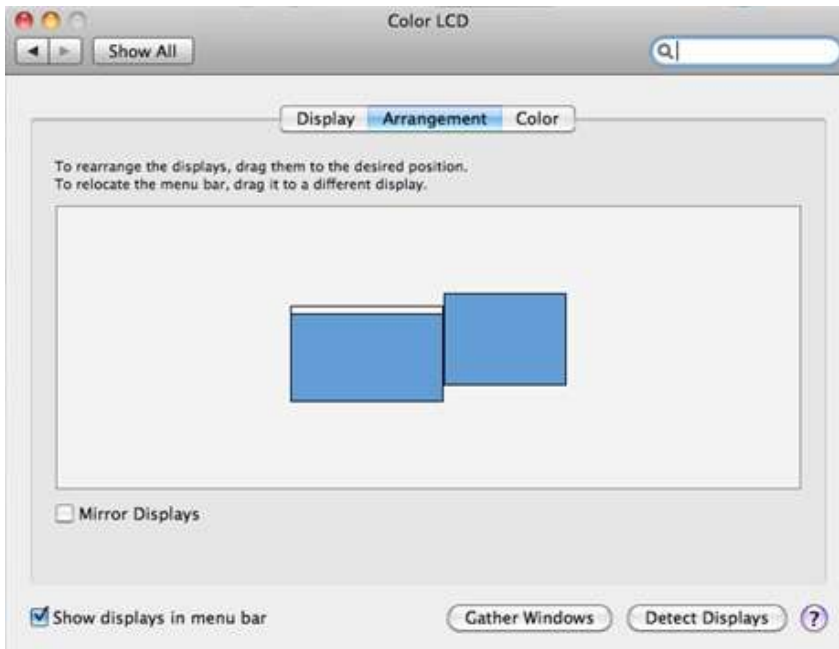 Color LCD
Show All
Display Arrangement Color
To rearrange the displays, drag them to the desired position.
To relocate the menu bar, drag it to a different display.
Mirror Displays
Show displays in menu bar
Gather Windows Detect Displays ?